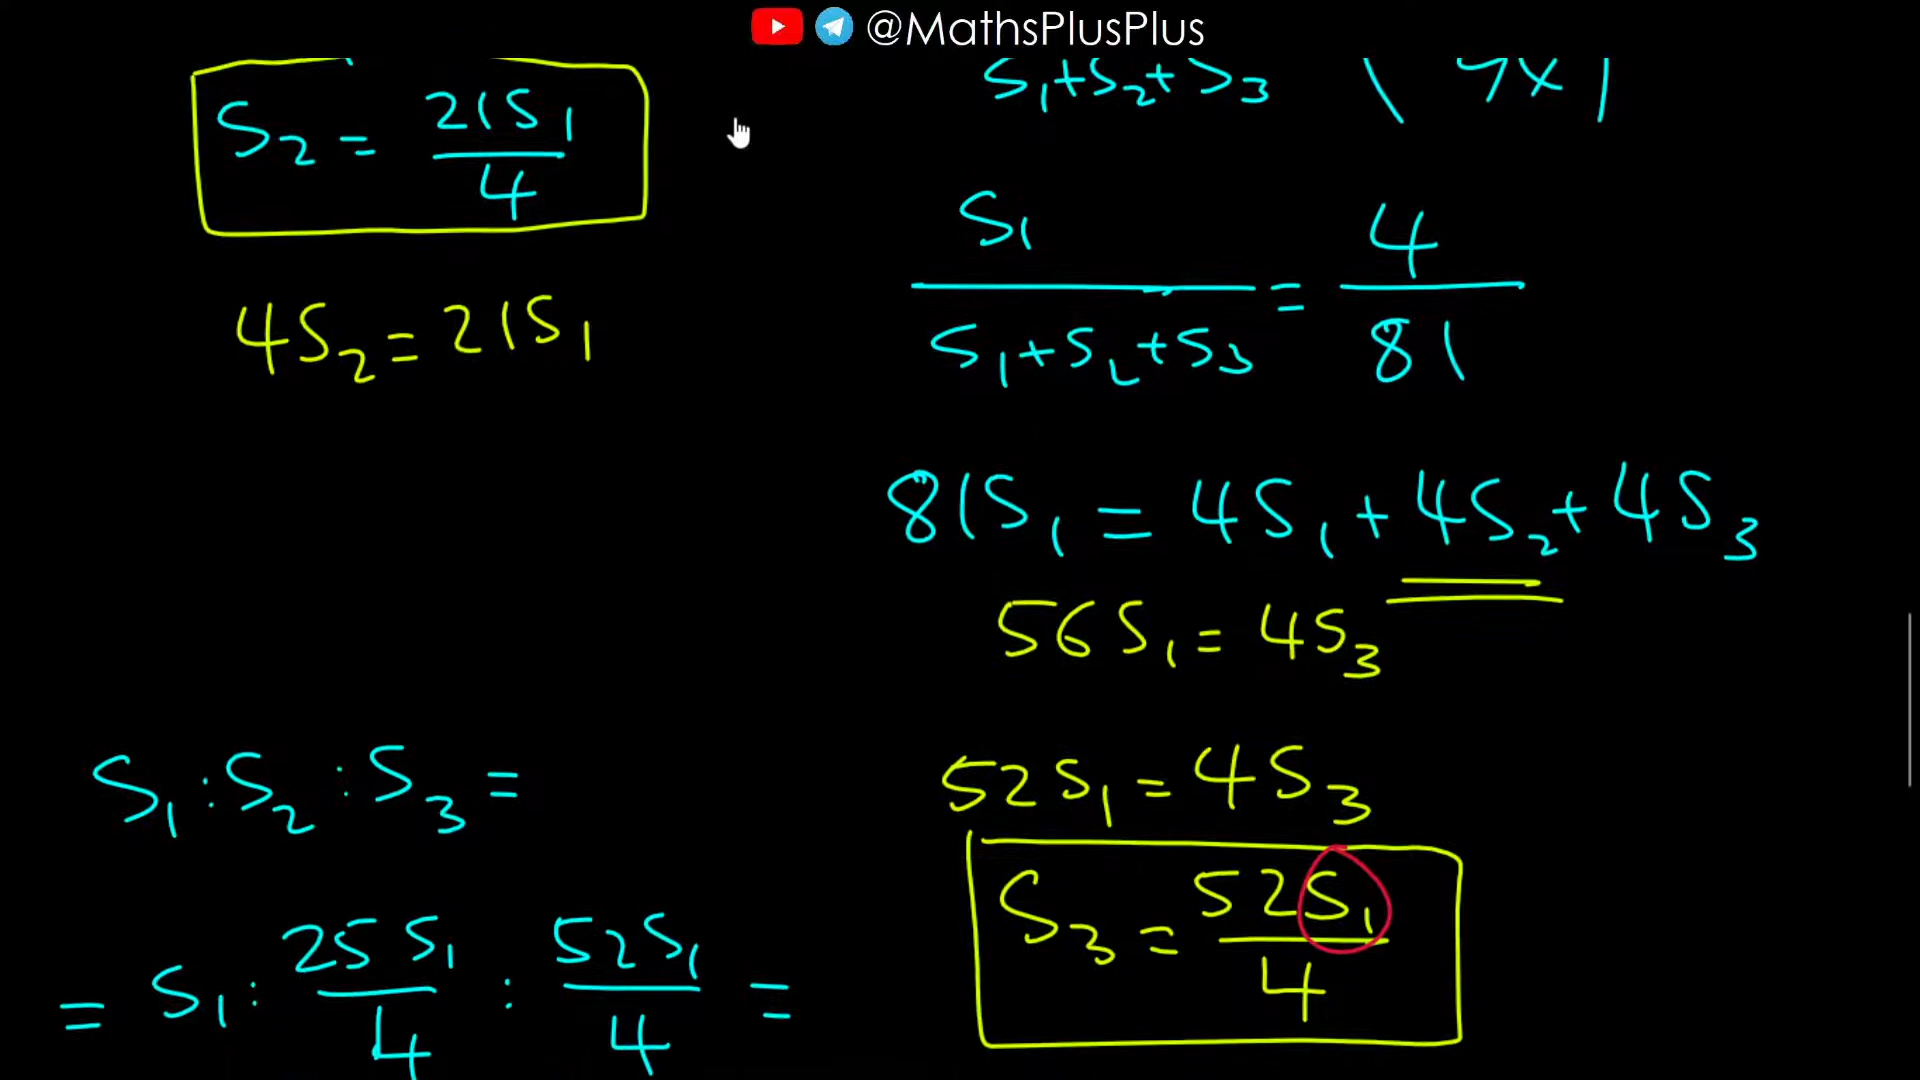 @MathsPlusPlus
S₂ = 21S₁/4
4S₂ = 21S₁
S₁:S₂:S₃ =
= S₁ : 25S₁/4 : 52S₁/4 =
S₁+S₂+S₃
S₁/(S₁+S₂+S₃) = 4/81
81S₁ = 4S₁ + 4S₂ + 4S₃
56S₁ = 4S₃
52S₁ = 4S₃
S₃ = 52S₁/4